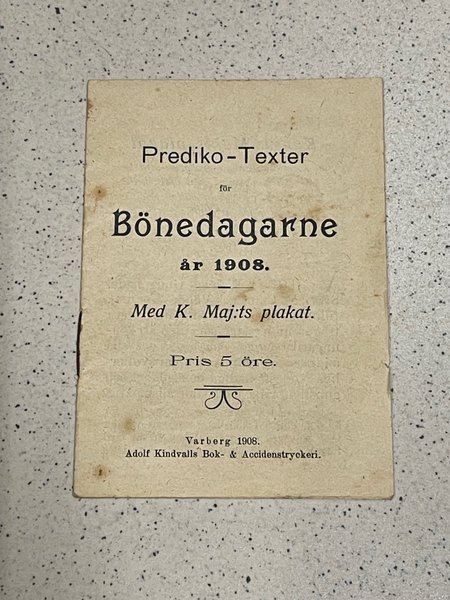 Prediko-Texter
för
Bönedagarne
år 1908.
Med K. Maj:ts plakat.
Pris 5 öre.
Varberg 1908.
Adolf Kindvalls Bok- & Accidenstryckeri.